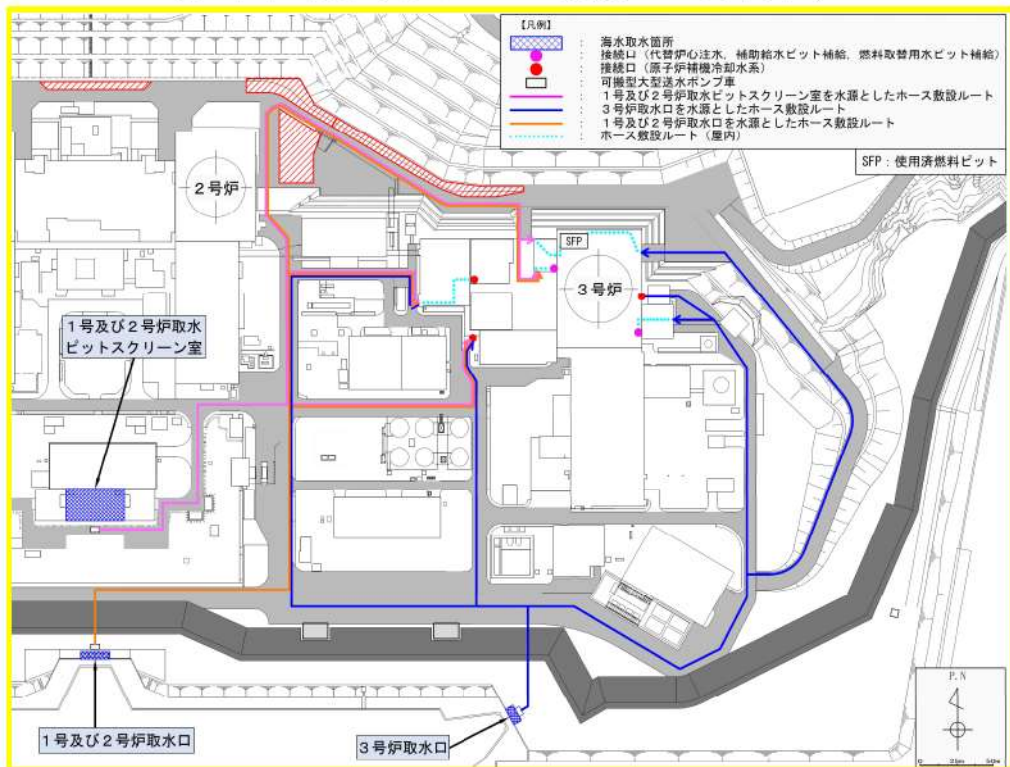 【凡例】
： 海水取水箇所
： 接続口（代替炉心注水，補助給水ピット補給，燃料取替用水ピット補給）
： 接続口（原子炉補機冷却水系）
： 可搬型大型送水ポンプ車
： 1号及び2号炉取水ピットスクリーン室を水源としたホース敷設ルート
： 3号炉取水口を水源としたホース敷設ルート
： 1号及び2号炉取水口を水源としたホース敷設ルート
： ホース敷設ルート（屋内）
SFP：使用済燃料ピット
2号炉
SFP
3号炉
1号及び2号炉取水
ピットスクリーン室
1号及び2号炉取水口
3号炉取水口
P.N
0 25m 50m